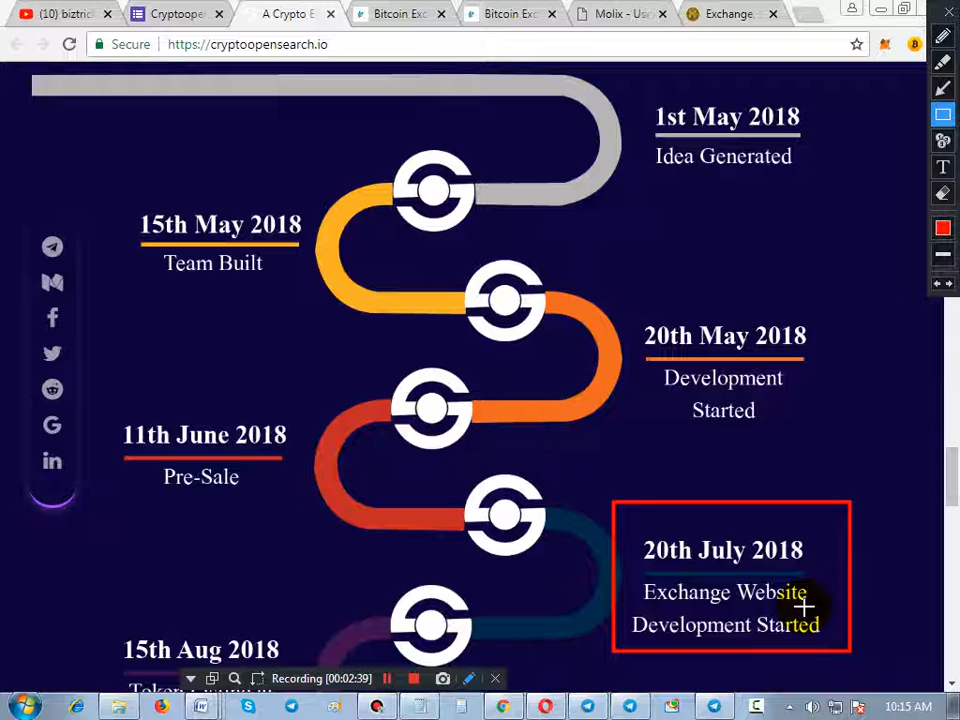 (10) biztric
Cryptooper
A Crypto E
Bitcoin Exc
Bitcoin Exc
Molix - Use
Exchange.
Secure
https://cryptoopensearch.io
1st May 2018
Idea Generated
15th May 2018
Team Built
20th May 2018
Development
Started
11th June 2018
Pre-Sale
20th July 2018
Exchange Website
Development Started
15th Aug 2018
Recording [00:02:39]
10:15 AM